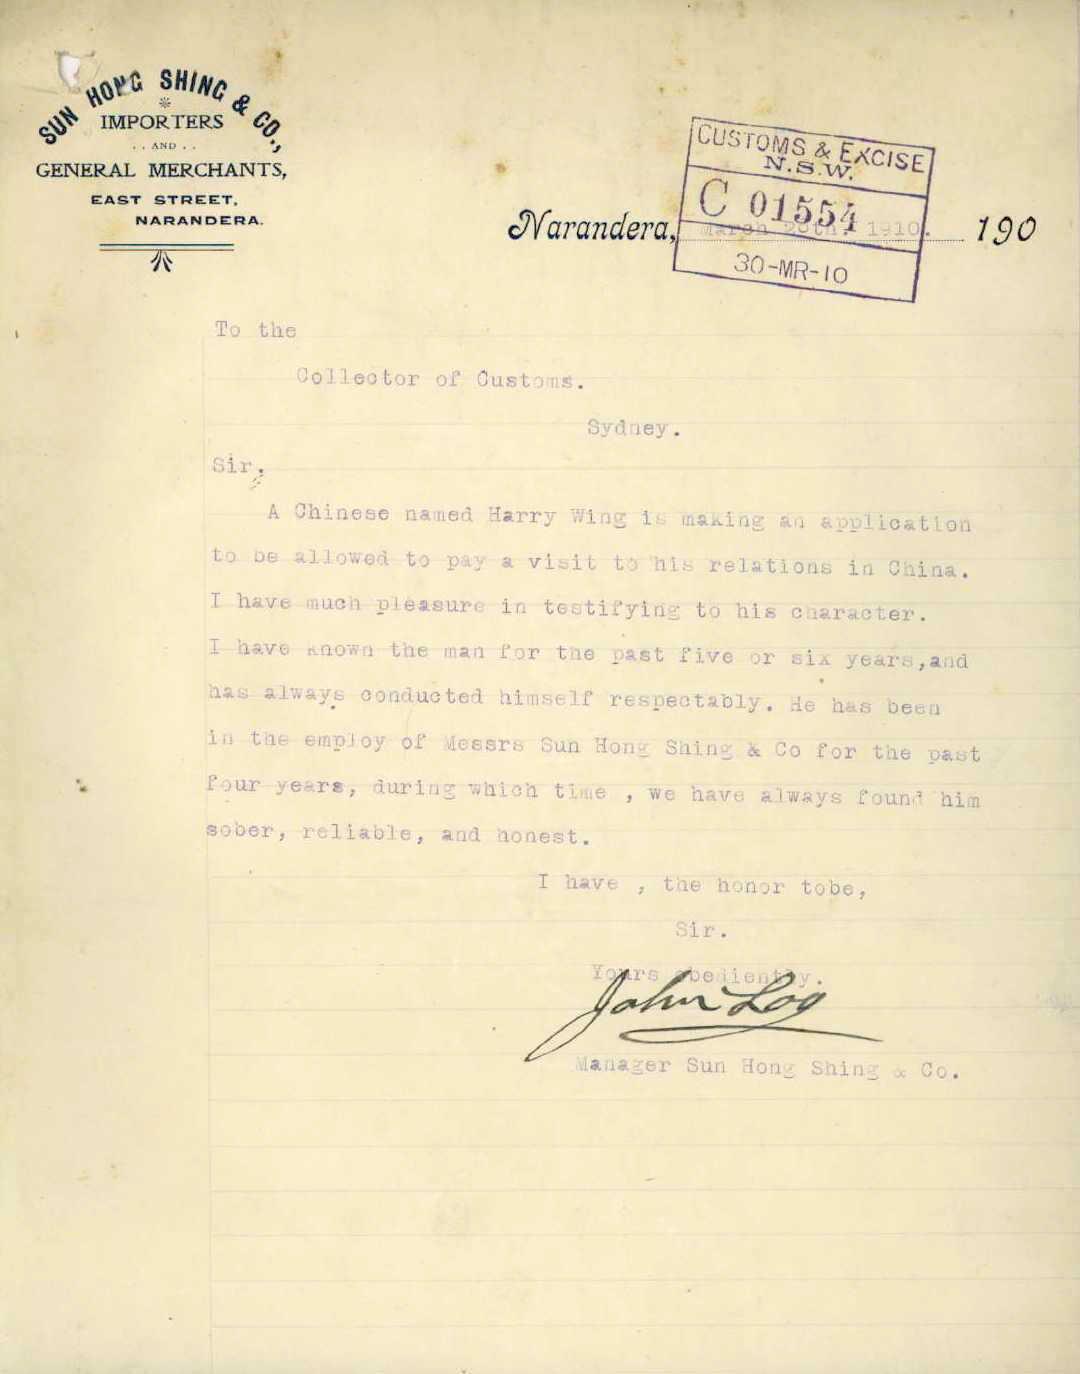 SUN HONG SHING & CO.,
IMPORTERS
. . AND . .
GENERAL MERCHANTS,
EAST STREET,
NARANDERA.
CUSTOMS & EXCISE
N.S.W.
C 01554
Narandera, March 28th. 1910. 190
30-MR-10
To the
Collector of Customs.
Sydney.
Sir,
A Chinese named Harry Wing is making an application
to be allowed to pay a visit to his relations in China.
I have much pleasure in testifying to his character.
I have known the man for the past five or six years,and
has always conducted himself respectably. He has been
in the employ of Messrs Sun Hong Shing & Co for the past
four years, during which time , we have always found him
sober, reliable, and honest.
I have , the honor tobe,
Sir.
Yours obediently.
John Log
Manager Sun Hong Shing & Co.